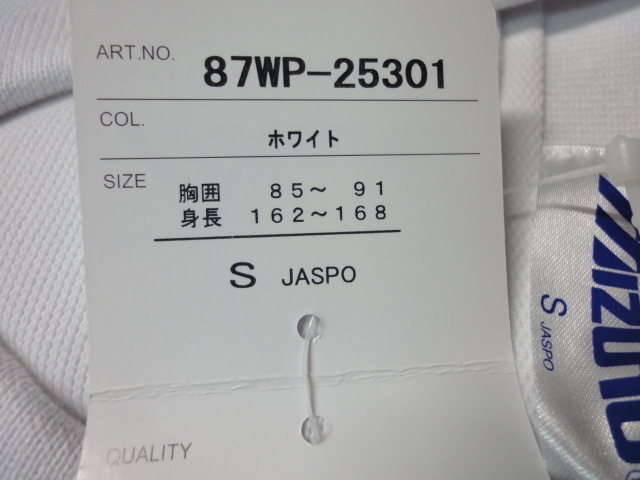 ART.NO. 87WP-25301
COL.
ホワイト
SIZE
胸囲 85～ 91
身長 162～168
S JASPO
QUALITY
MIZUNO
S JASPO